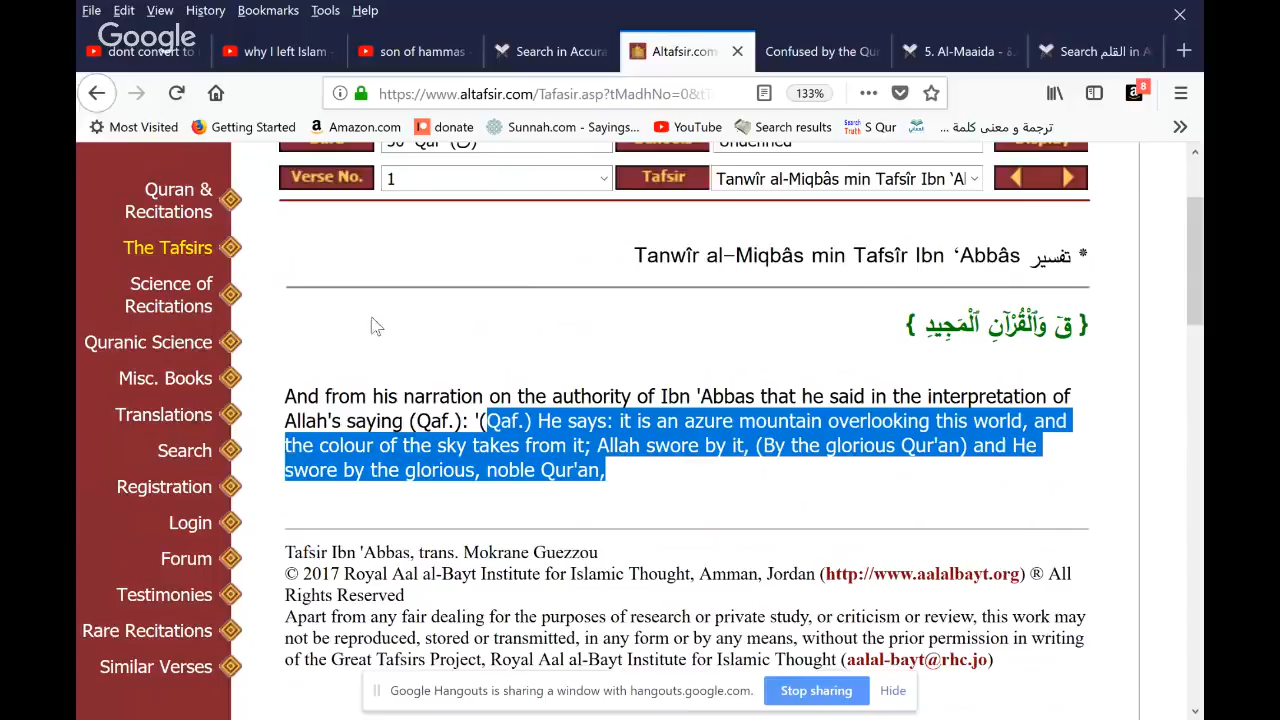 File Edit View History Bookmarks Tools Help
Google
dont convert to
why I left Islam
son of hammas
Search in Accura
Altafsir.com
Confused by the Qu
5. Al-Maaida - ة
Search القلم in A
https://www.altafsir.com/Tafasir.asp?tMadhNo=0&tT
133%
8
Most Visited Getting Started Amazon.com donate Sunnah.com - Sayings... YouTube Search results Search Truth S Qur ترجمة و معنى كلمة ...
Verse No. 1 Tafsir Tanwîr al-Miqbâs min Tafsîr Ibn ‘Al
Quran &
Recitations
The Tafsirs
Science of
Recitations
Quranic Science
Misc. Books
Translations
Search
Registration
Login
Forum
Testimonies
Rare Recitations
Similar Verses
* تفسير Tanwîr al-Miqbâs min Tafsîr Ibn ‘Abbâs
{ قۤ وَٱلْقُرْآنِ ٱلْمَجِيدِ }
And from his narration on the authority of Ibn 'Abbas that he said in the interpretation of
Allah's saying (Qaf.): '(Qaf.) He says: it is an azure mountain overlooking this world, and
the colour of the sky takes from it; Allah swore by it, (By the glorious Qur'an) and He
swore by the glorious, noble Qur'an,
Tafsir Ibn 'Abbas, trans. Mokrane Guezzou
© 2017 Royal Aal al-Bayt Institute for Islamic Thought, Amman, Jordan (http://www.aalalbayt.org) ® All
Rights Reserved
Apart from any fair dealing for the purposes of research or private study, or criticism or review, this work may
not be reproduced, stored or transmitted, in any form or by any means, without the prior permission in writing
of the Great Tafsirs Project, Royal Aal al-Bayt Institute for Islamic Thought (aalal-bayt@rhc.jo)
Google Hangouts is sharing a window with hangouts.google.com. Stop sharing Hide